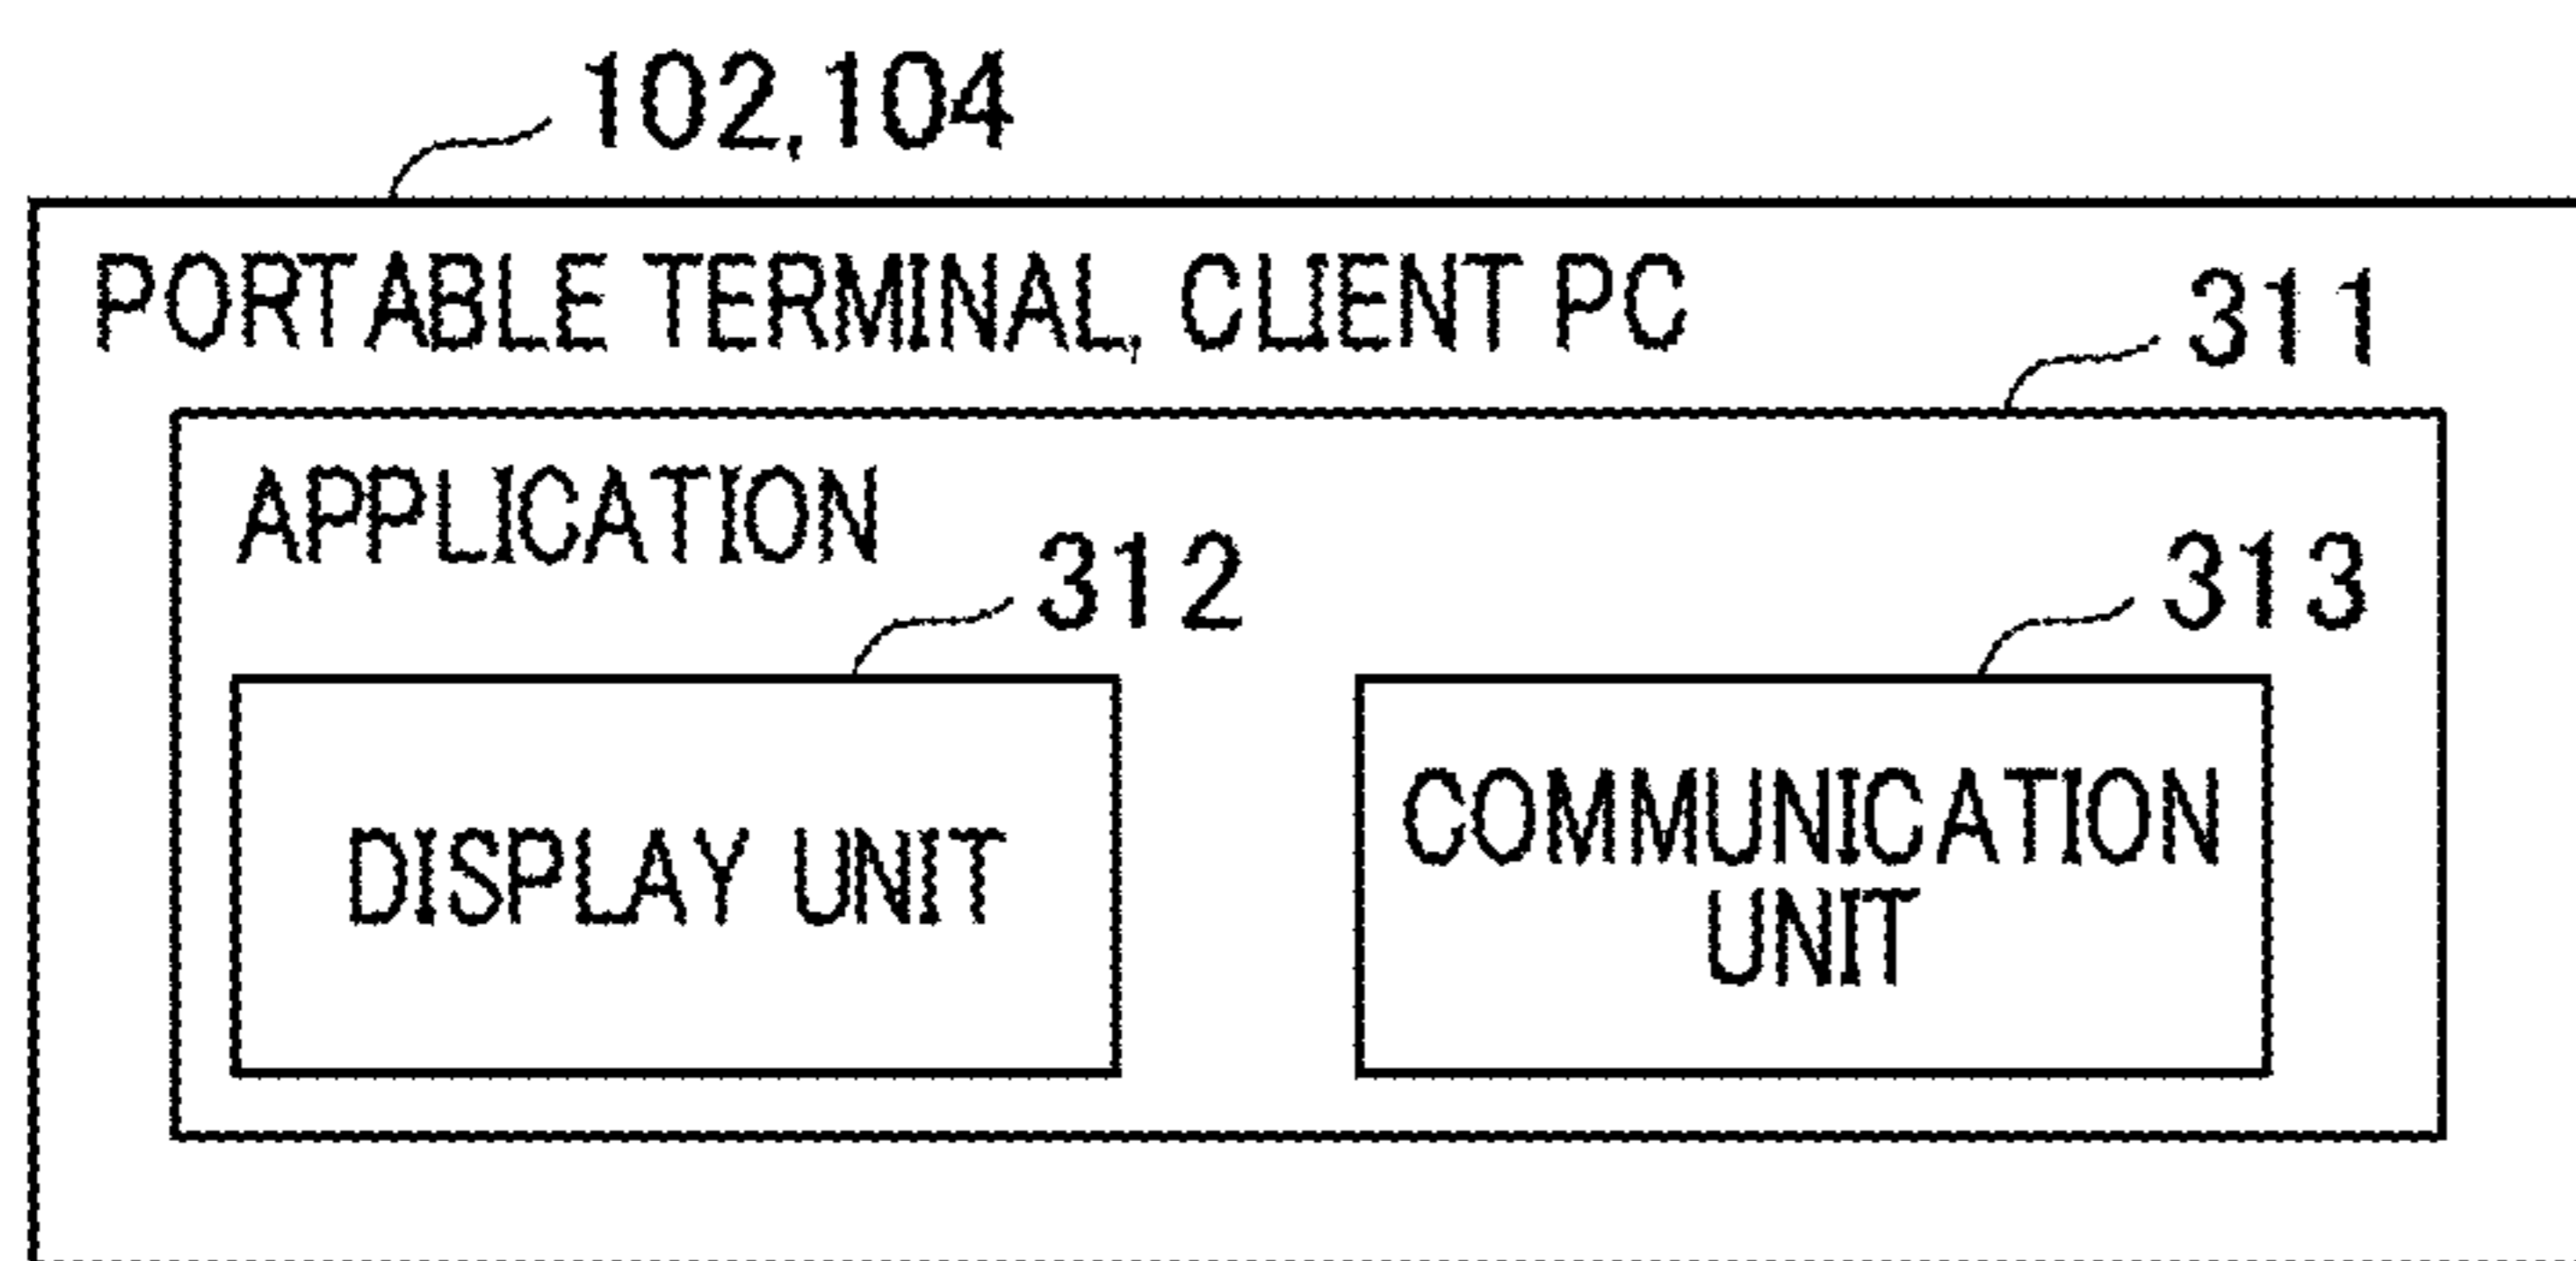 102,104
PORTABLE TERMINAL, CLIENT PC
311
APPLICATION
312
313
DISPLAY UNIT
COMMUNICATION
UNIT